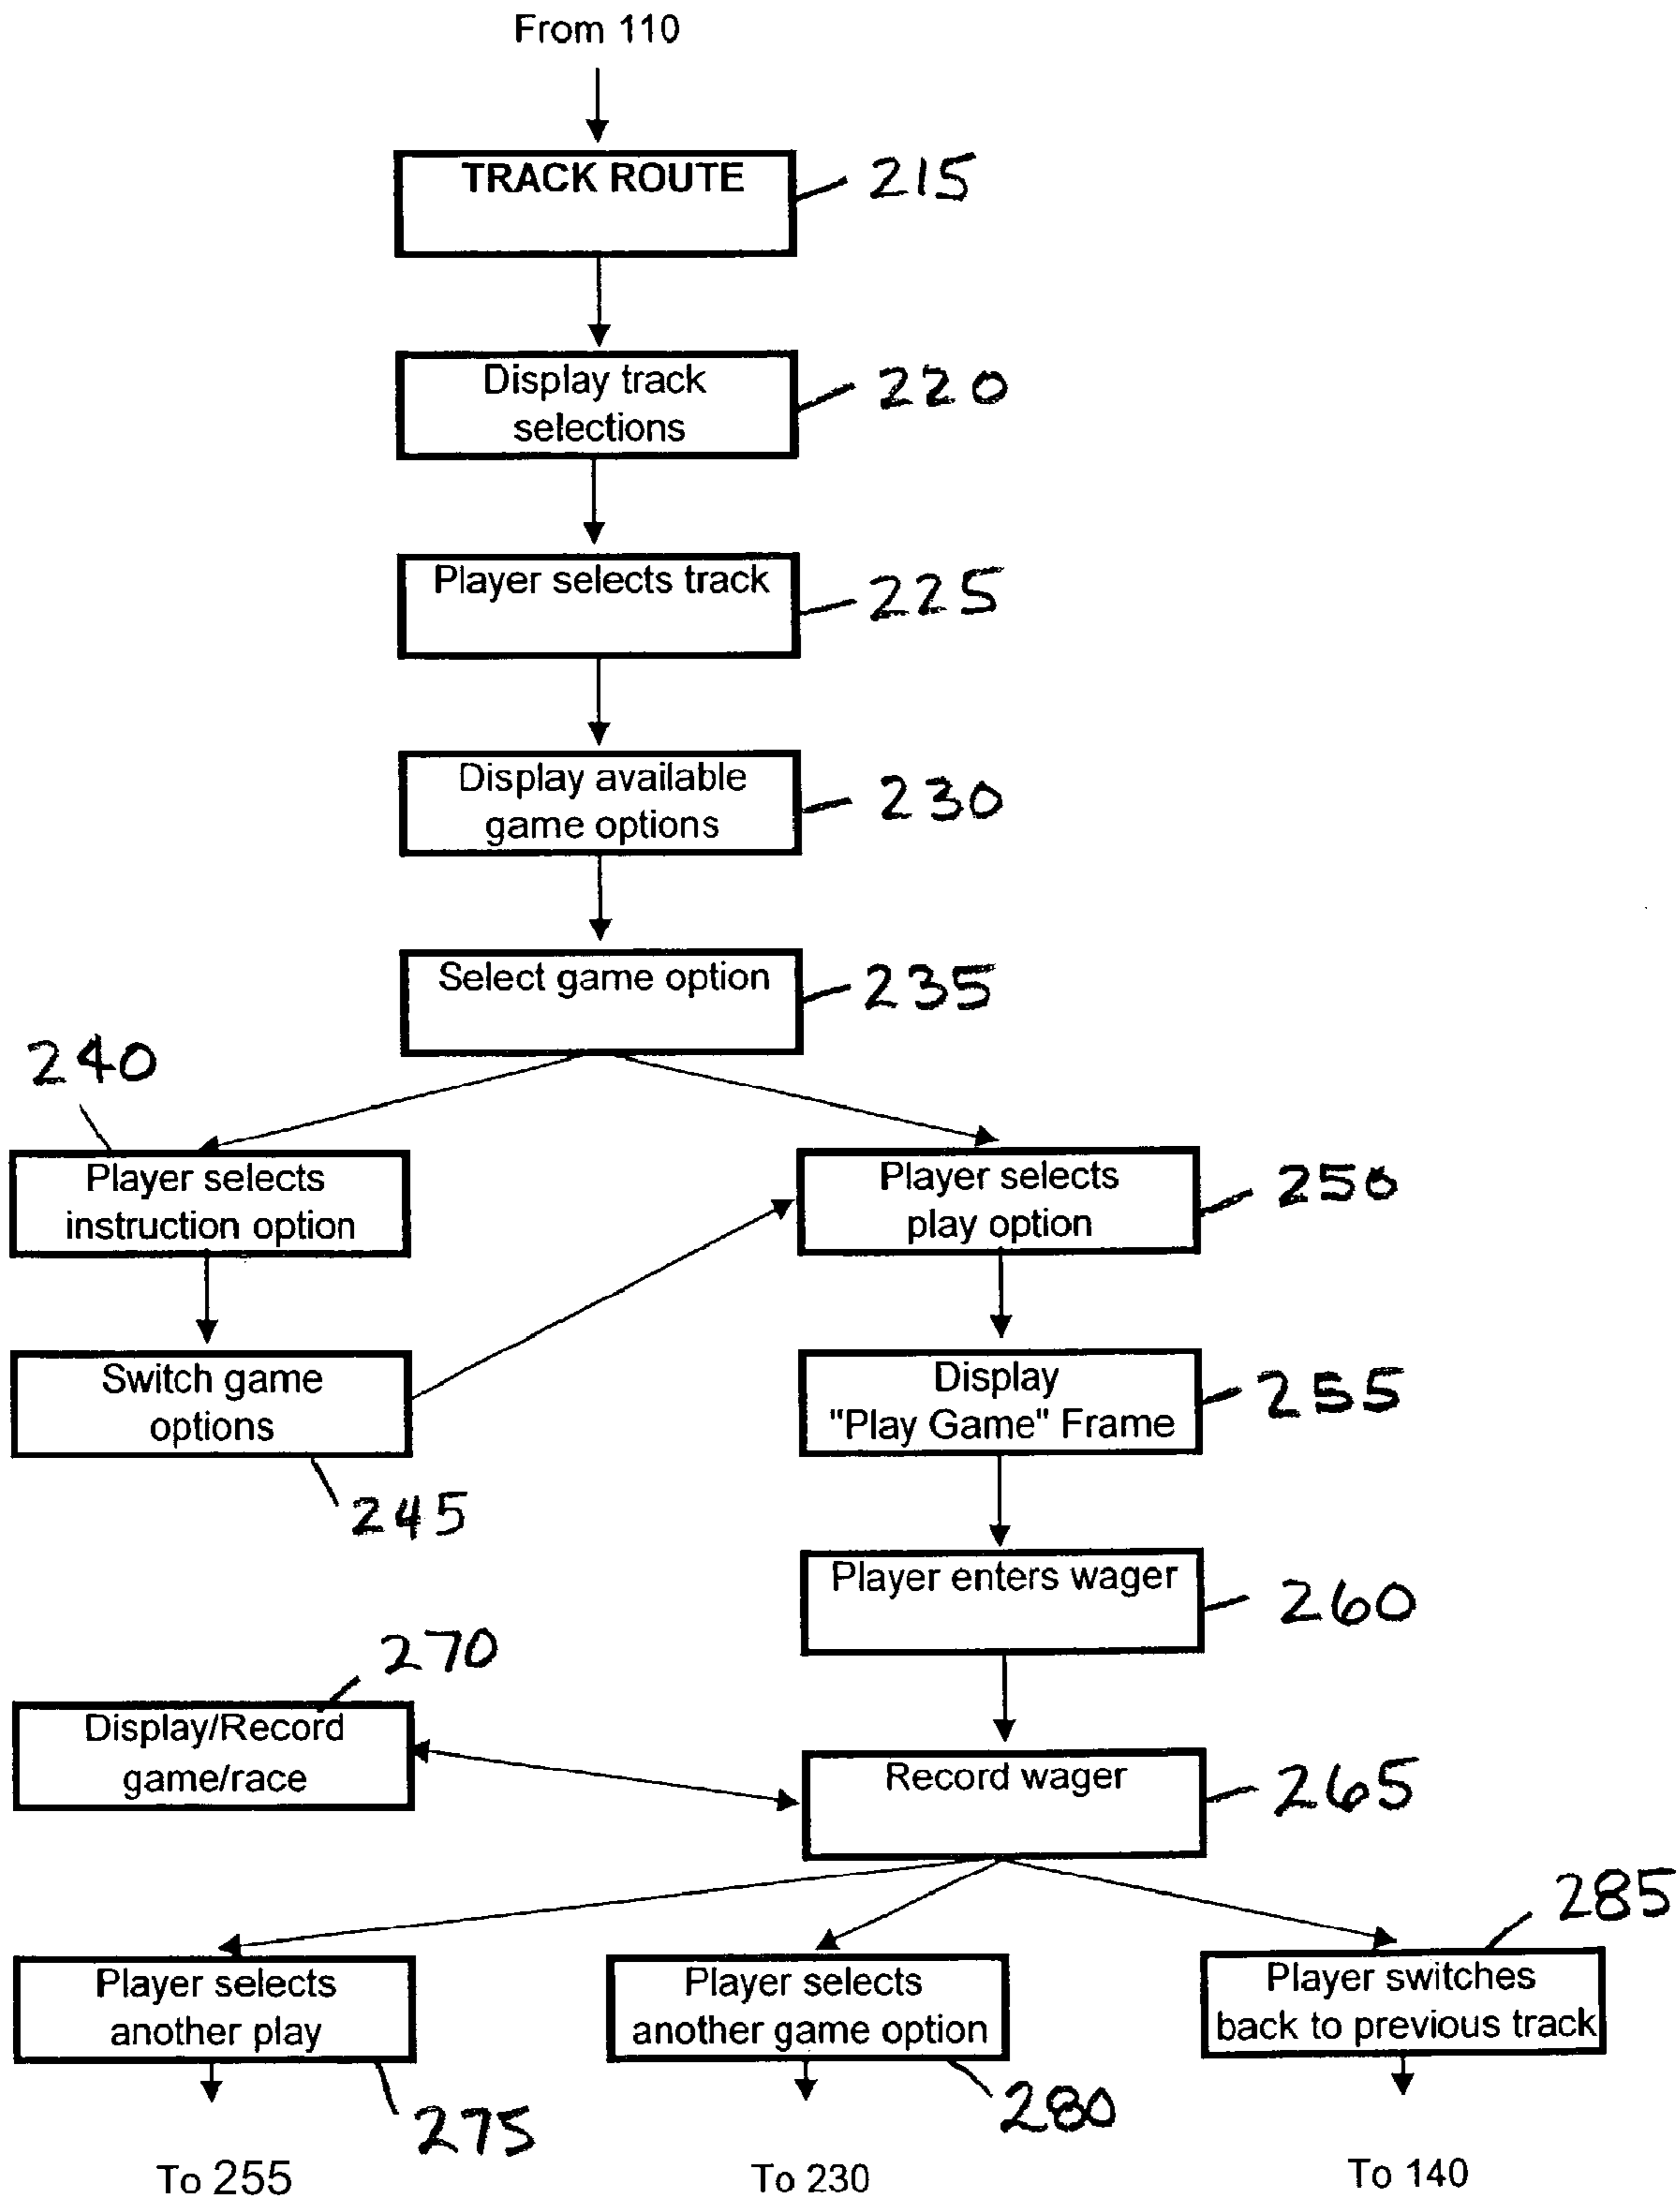 From 110
TRACK ROUTE
215
Display track
selections
220
Player selects track
225
Display available
game options
230
Select game option
235
240
Player selects
instruction option
Player selects
play option
250
Switch game
options
245
Display
"Play Game" Frame
255
Player enters wager
260
270
Display/Record
game/race
Record wager
265
285
Player selects
another play
Player selects
another game option
Player switches
back to previous track
275
280
To 255
To 230
To 140